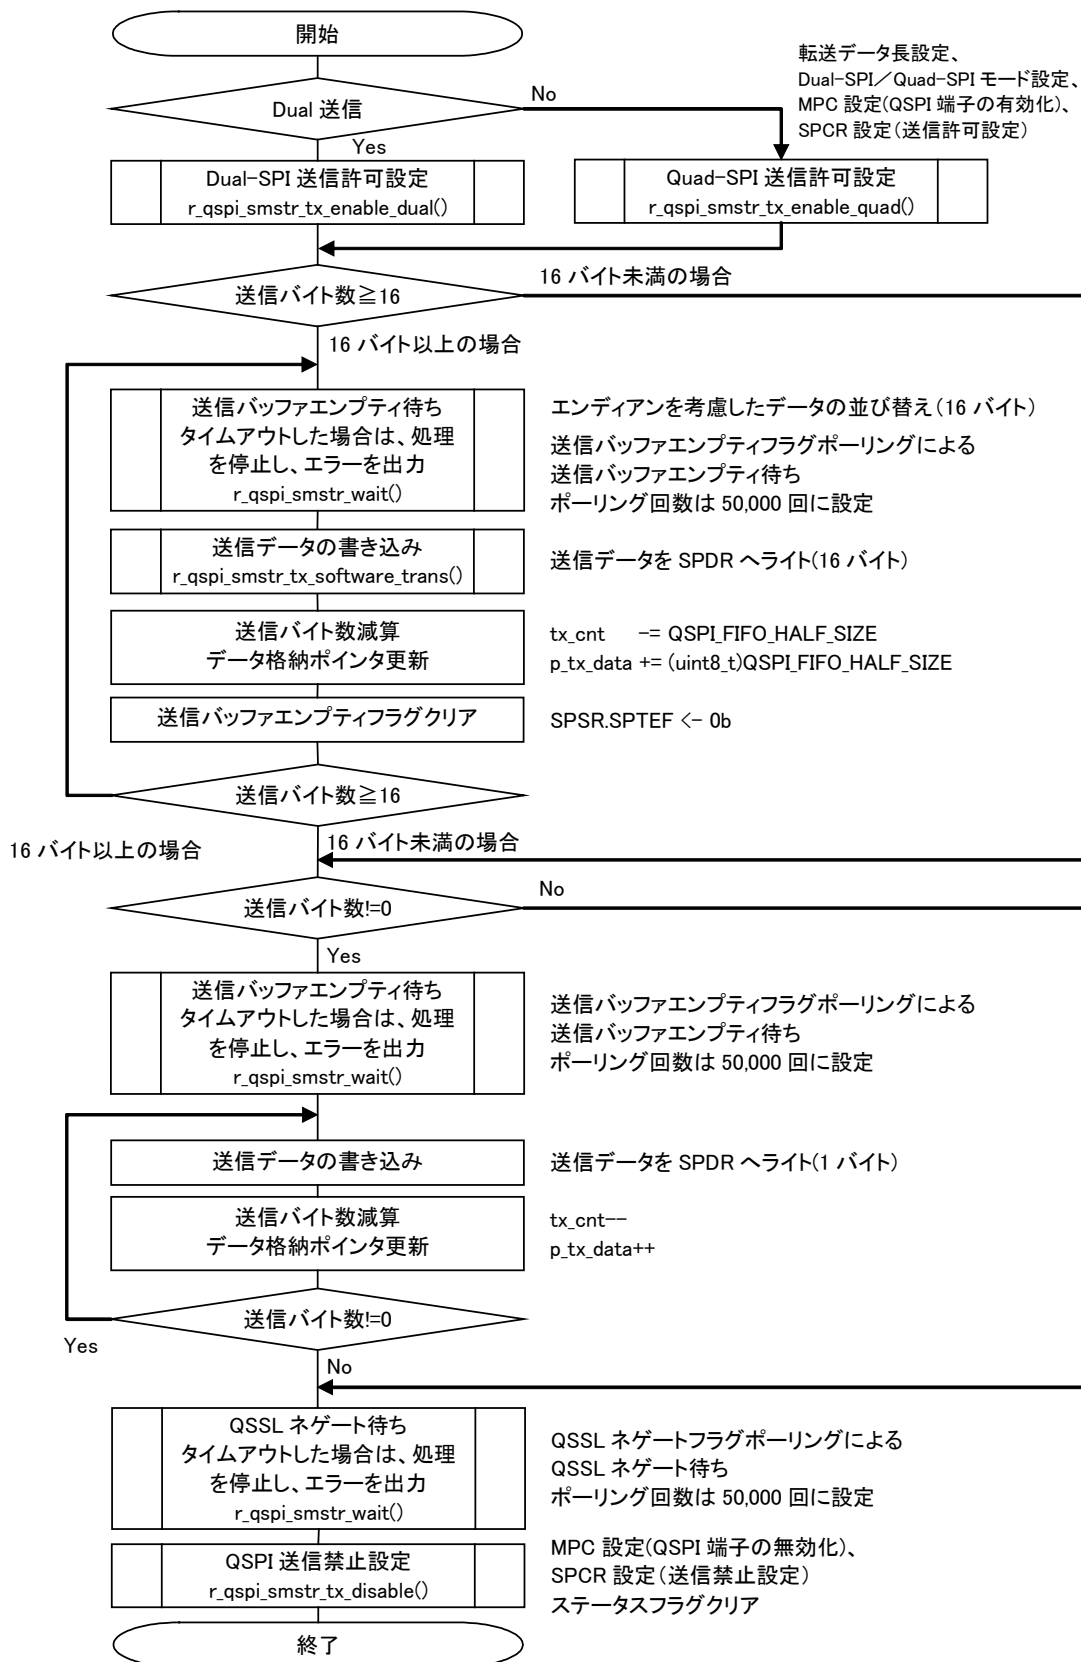 開始
転送データ長設定、
Dual-SPI／Quad-SPI モード設定、
MPC 設定(QSPI 端子の有効化)、
SPCR 設定(送信許可設定)
Dual 送信
No
Yes
Dual-SPI 送信許可設定
r_qspi_smstr_tx_enable_dual()
Quad-SPI 送信許可設定
r_qspi_smstr_tx_enable_quad()
送信バイト数≧16
16 バイト未満の場合
16 バイト以上の場合
送信バッファエンプティ待ち
タイムアウトした場合は、処理
を停止し、エラーを出力
r_qspi_smstr_wait()
エンディアンを考慮したデータの並び替え(16 バイト)
送信バッファエンプティフラグポーリングによる
送信バッファエンプティ待ち
ポーリング回数は 50,000 回に設定
送信データの書き込み
r_qspi_smstr_tx_software_trans()
送信データを SPDR へライト(16 バイト)
送信バイト数減算
データ格納ポインタ更新
tx_cnt -= QSPI_FIFO_HALF_SIZE
p_tx_data += (uint8_t)QSPI_FIFO_HALF_SIZE
送信バッファエンプティフラグクリア
SPSR.SPTEF <- 0b
送信バイト数≧16
16 バイト以上の場合
16 バイト未満の場合
送信バイト数!=0
No
Yes
送信バッファエンプティ待ち
タイムアウトした場合は、処理
を停止し、エラーを出力
r_qspi_smstr_wait()
送信バッファエンプティフラグポーリングによる
送信バッファエンプティ待ち
ポーリング回数は 50,000 回に設定
送信データの書き込み
送信データを SPDR へライト(1 バイト)
送信バイト数減算
データ格納ポインタ更新
tx_cnt--
p_tx_data++
送信バイト数!=0
Yes
No
QSSL ネゲート待ち
タイムアウトした場合は、処理
を停止し、エラーを出力
r_qspi_smstr_wait()
QSSL ネゲートフラグポーリングによる
QSSL ネゲート待ち
ポーリング回数は 50,000 回に設定
QSPI 送信禁止設定
r_qspi_smstr_tx_disable()
MPC 設定(QSPI 端子の無効化)、
SPCR 設定(送信禁止設定)
ステータスフラグクリア
終了